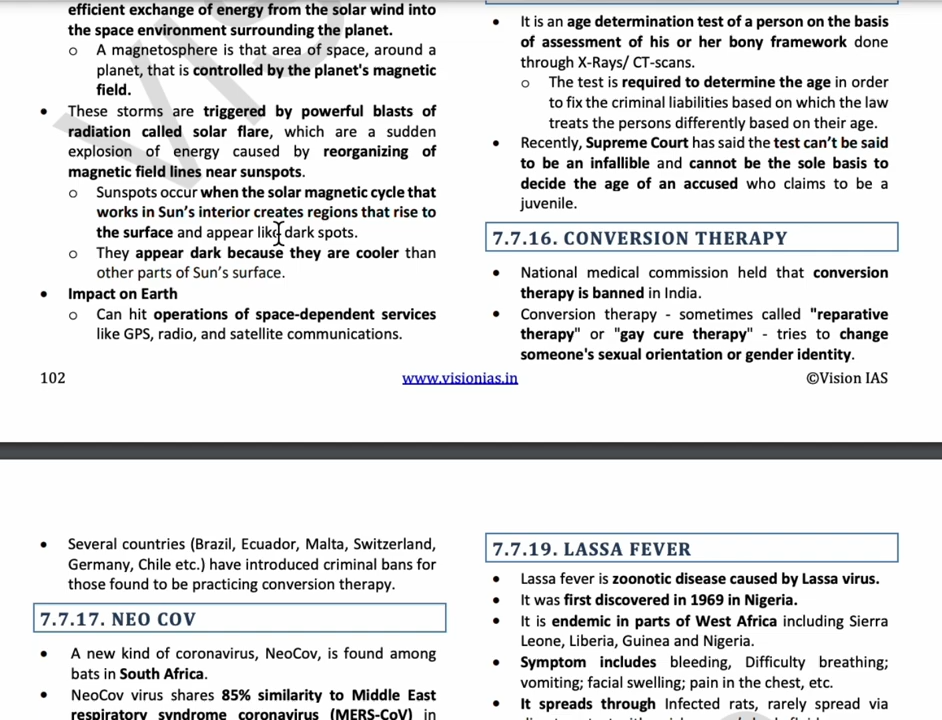 efficient exchange of energy from the solar wind into
the space environment surrounding the planet.
o A magnetosphere is that area of space, around a
planet, that is controlled by the planet's magnetic
field.
• These storms are triggered by powerful blasts of
radiation called solar flare, which are a sudden
explosion of energy caused by reorganizing of
magnetic field lines near sunspots.
o Sunspots occur when the solar magnetic cycle that
works in Sun's interior creates regions that rise to
the surface and appear like dark spots.
o They appear dark because they are cooler than
other parts of Sun's surface.
• Impact on Earth
o Can hit operations of space-dependent services
like GPS, radio, and satellite communications.
• It is an age determination test of a person on the basis
of assessment of his or her bony framework done
through X-Rays/ CT-scans.
o The test is required to determine the age in order
to fix the criminal liabilities based on which the law
treats the persons differently based on their age.
• Recently, Supreme Court has said the test can't be said
to be an infallible and cannot be the sole basis to
decide the age of an accused who claims to be a
juvenile.
7.7.16. CONVERSION THERAPY
• National medical commission held that conversion
therapy is banned in India.
• Conversion therapy - sometimes called "reparative
therapy" or "gay cure therapy" - tries to change
someone's sexual orientation or gender identity.
102 www.visionias.in ©Vision IAS
• Several countries (Brazil, Ecuador, Malta, Switzerland,
Germany, Chile etc.) have introduced criminal bans for
those found to be practicing conversion therapy.
7.7.17. NEO COV
• A new kind of coronavirus, NeoCov, is found among
bats in South Africa.
• NeoCov virus shares 85% similarity to Middle East
respiratory syndrome coronavirus (MERS-CoV) in
7.7.19. LASSA FEVER
• Lassa fever is zoonotic disease caused by Lassa virus.
• It was first discovered in 1969 in Nigeria.
• It is endemic in parts of West Africa including Sierra
Leone, Liberia, Guinea and Nigeria.
• Symptom includes bleeding, Difficulty breathing;
vomiting; facial swelling; pain in the chest, etc.
• It spreads through Infected rats, rarely spread via